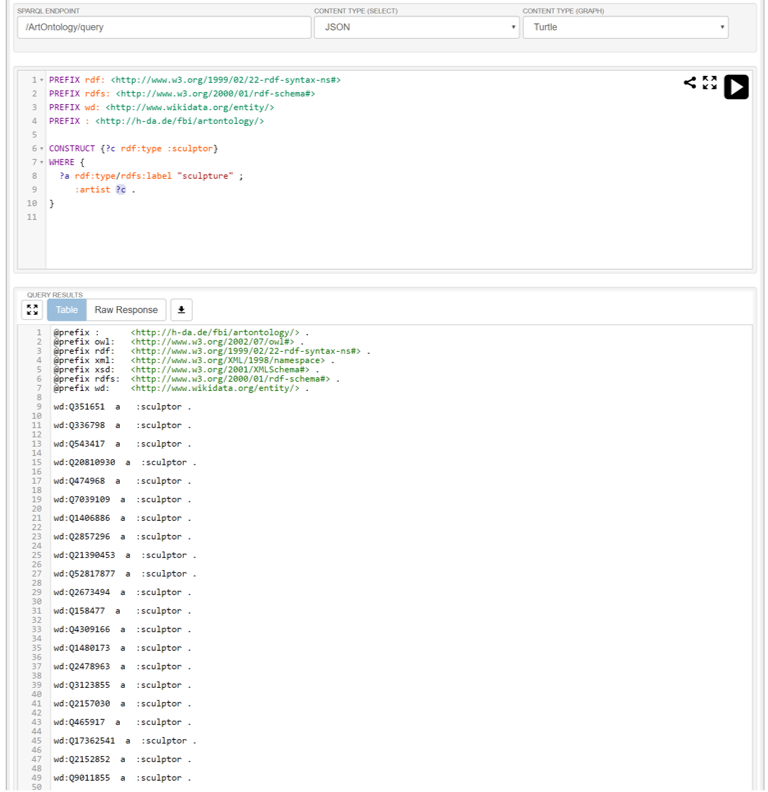 SPARQL ENDPOINT
/ArtOntology/query
CONTENT TYPE (SELECT)
JSON
CONTENT TYPE (GRAPH)
Turtle
1 PREFIX rdf: <http://www.w3.org/1999/02/22-rdf-syntax-ns#>
2 PREFIX rdfs: <http://www.w3.org/2000/01/rdf-schema#>
3 PREFIX wd: <http://www.wikidata.org/entity/>
4 PREFIX : <http://h-da.de/fbi/artontology/>
5
6 CONSTRUCT {?c rdf:type :sculptor}
7 WHERE {
8 ?a rdf:type/rdfs:label "sculpture" ;
9 :artist ?c .
10 }
11
QUERY RESULTS
Table
Raw Response
1 @prefix : <http://h-da.de/fbi/artontology/> .
2 @prefix owl: <http://www.w3.org/2002/07/owl#> .
3 @prefix rdf: <http://www.w3.org/1999/02/22-rdf-syntax-ns#> .
4 @prefix xml: <http://www.w3.org/XML/1998/namespace> .
5 @prefix xsd: <http://www.w3.org/2001/XMLSchema#> .
6 @prefix rdfs: <http://www.w3.org/2000/01/rdf-schema#> .
7 @prefix wd: <http://www.wikidata.org/entity/> .
8
9 wd:Q351651 a :sculptor .
10
11 wd:Q336798 a :sculptor .
12
13 wd:Q543417 a :sculptor .
14
15 wd:Q20810930 a :sculptor .
16
17 wd:Q474968 a :sculptor .
18
19 wd:Q7039109 a :sculptor .
20
21 wd:Q1406886 a :sculptor .
22
23 wd:Q2857296 a :sculptor .
24
25 wd:Q21390453 a :sculptor .
26
27 wd:Q52817877 a :sculptor .
28
29 wd:Q2673494 a :sculptor .
30
31 wd:Q158477 a :sculptor .
32
33 wd:Q4309166 a :sculptor .
34
35 wd:Q1480173 a :sculptor .
36
37 wd:Q2478963 a :sculptor .
38
39 wd:Q3123855 a :sculptor .
40
41 wd:Q2157030 a :sculptor .
42
43 wd:Q465917 a :sculptor .
44
45 wd:Q17362541 a :sculptor .
46
47 wd:Q2152852 a :sculptor .
48
49 wd:Q9011855 a :sculptor .
50